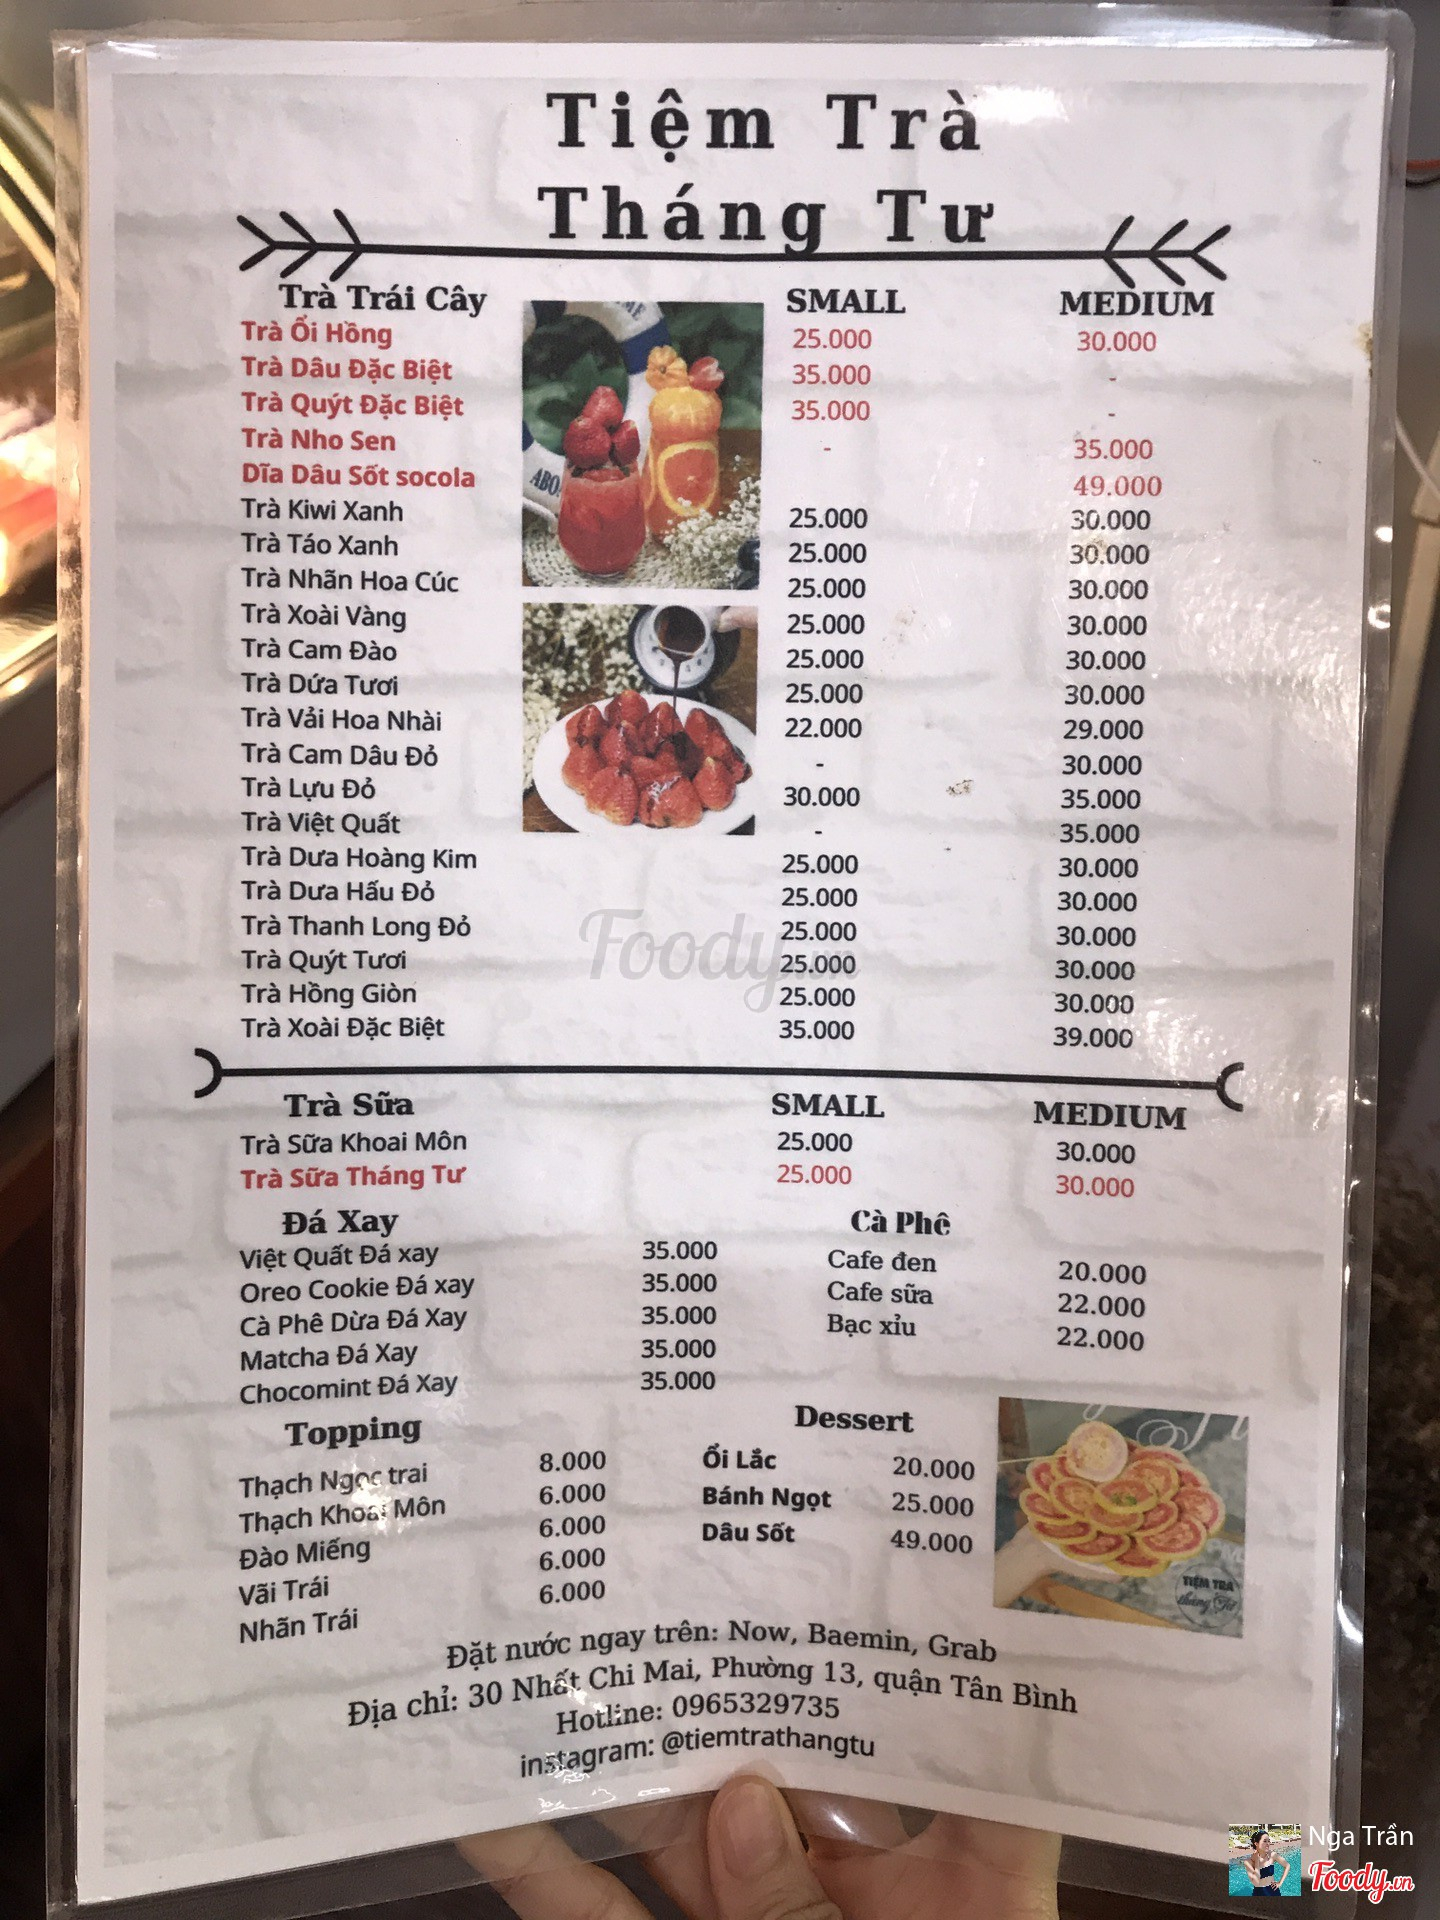 Tiệm Trà
Tháng Tư
Trà Trái Cây SMALL MEDIUM
Trà Ổi Hồng 25.000 30.000
Trà Dâu Đặc Biệt 35.000 -
Trà Quýt Đặc Biệt 35.000 -
Trà Nho Sen - 35.000
Dĩa Dâu Sốt socola 49.000
Trà Kiwi Xanh 25.000 30.000
Trà Táo Xanh 25.000 30.000
Trà Nhãn Hoa Cúc 25.000 30.000
Trà Xoài Vàng 25.000 30.000
Trà Cam Đào 25.000 30.000
Trà Dứa Tươi 25.000 30.000
Trà Vải Hoa Nhài 22.000 29.000
Trà Cam Dâu Đỏ - 30.000
Trà Lựu Đỏ 30.000 35.000
Trà Việt Quất - 35.000
Trà Dưa Hoàng Kim 25.000 30.000
Trà Dưa Hấu Đỏ 25.000 30.000
Trà Thanh Long Đỏ 25.000 30.000
Trà Quýt Tươi 25.000 30.000
Trà Hồng Giòn 25.000 30.000
Trà Xoài Đặc Biệt 35.000 39.000
Foody.vn
Trà Sữa SMALL MEDIUM
Trà Sữa Khoai Môn 25.000 30.000
Trà Sữa Tháng Tư 25.000 30.000
Đá Xay
Việt Quất Đá xay 35.000
Oreo Cookie Đá xay 35.000
Cà Phê Dừa Đá Xay 35.000
Matcha Đá Xay 35.000
Chocomint Đá Xay 35.000
Cà Phê
Cafe đen 20.000
Cafe sữa 22.000
Bạc xỉu 22.000
Topping
Thạch Ngọc trai 8.000
Thạch Khoai Môn 6.000
Đào Miếng 6.000
Vãi Trái 6.000
Nhãn Trái 6.000
Dessert
Ổi Lắc 20.000
Bánh Ngọt 25.000
Dâu Sốt 49.000
TIỆM TRÀ
tháng Tư
Đặt nước ngay trên: Now, Baemin, Grab
Địa chỉ: 30 Nhất Chi Mai, Phường 13, quận Tân Bình
Hotline: 0965329735
instagram: @tiemtrathangtu
Nga Trần
Foody.vn